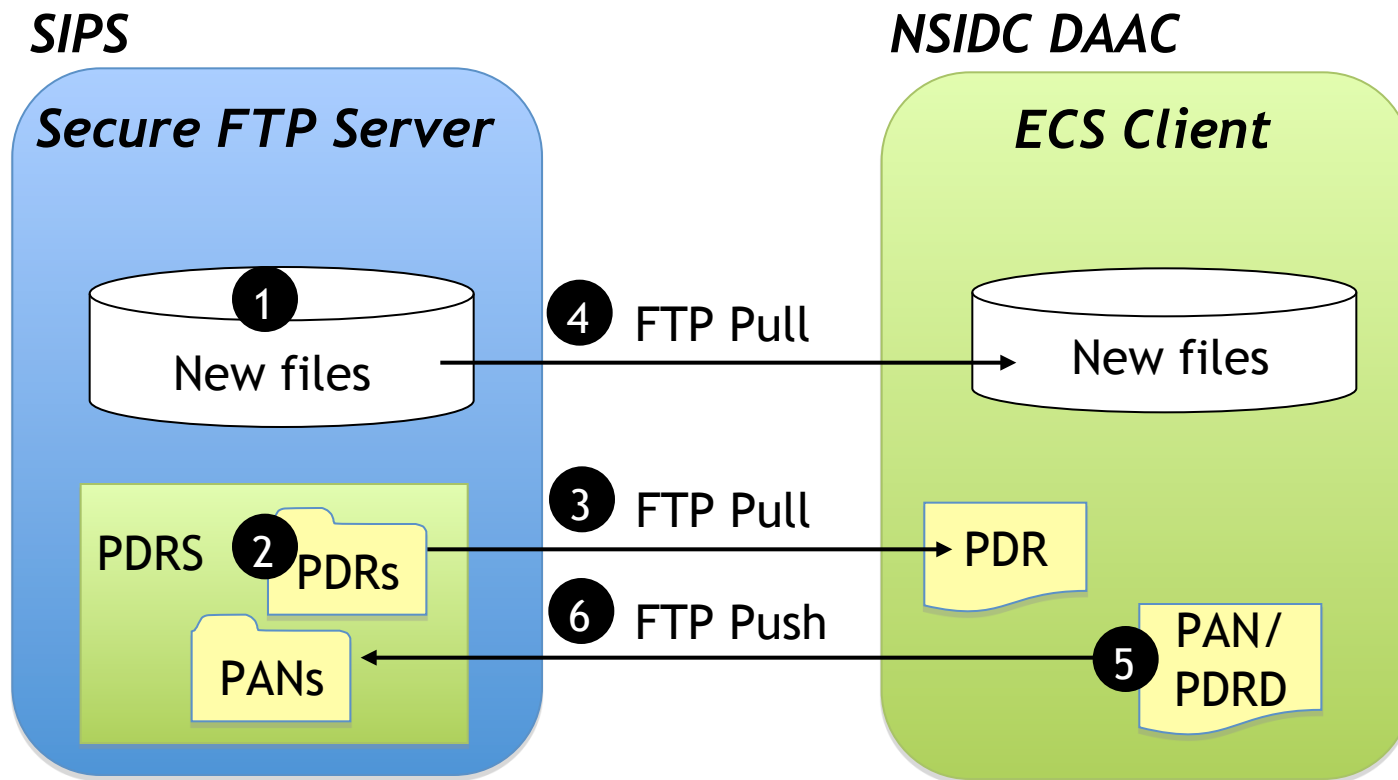 SIPS
NSIDC DAAC
Secure FTP Server
ECS Client
1
New files
4 FTP Pull
New files
3 FTP Pull
PDRS
2
PDRs
PDR
6 FTP Push
PANs
5
PAN/
PDRD